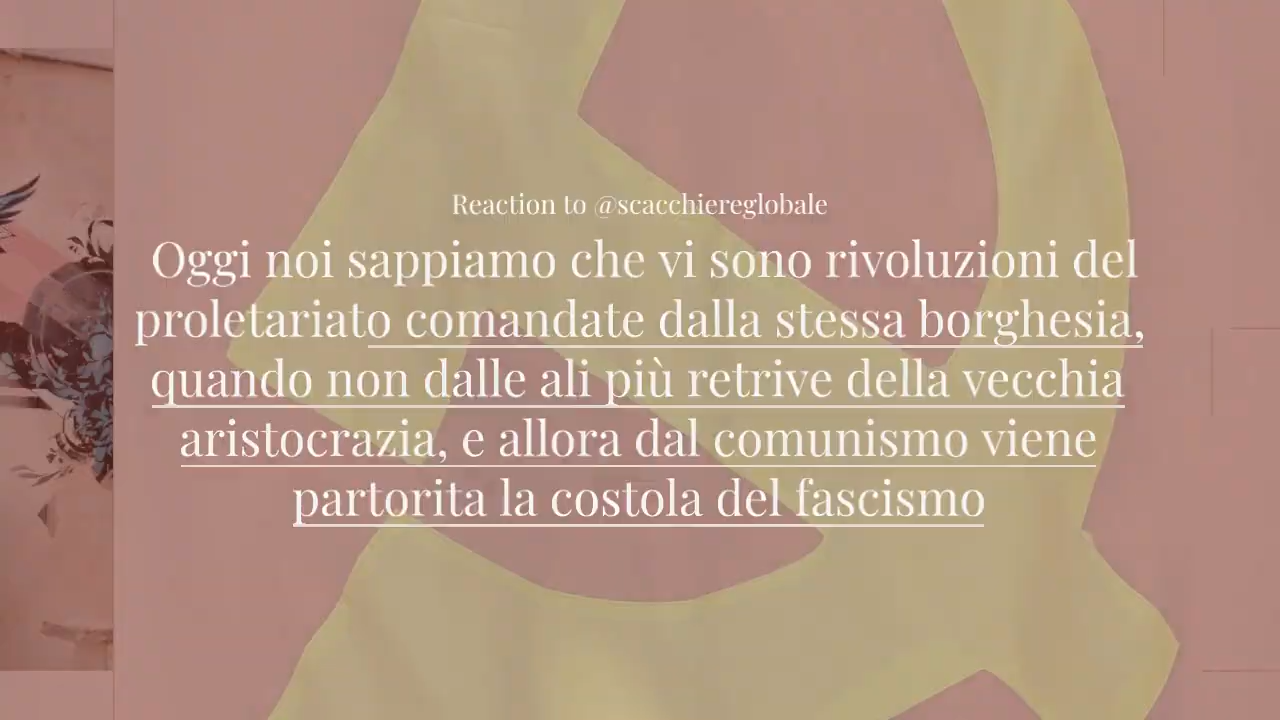 Reaction to @scacchiereglobale
Oggi noi sappiamo che vi sono rivoluzioni del
proletariato comandate dalla stessa borghesia,
quando non dalle ali più retrive della vecchia
aristocrazia, e allora dal comunismo viene
partorita la costola del fascismo